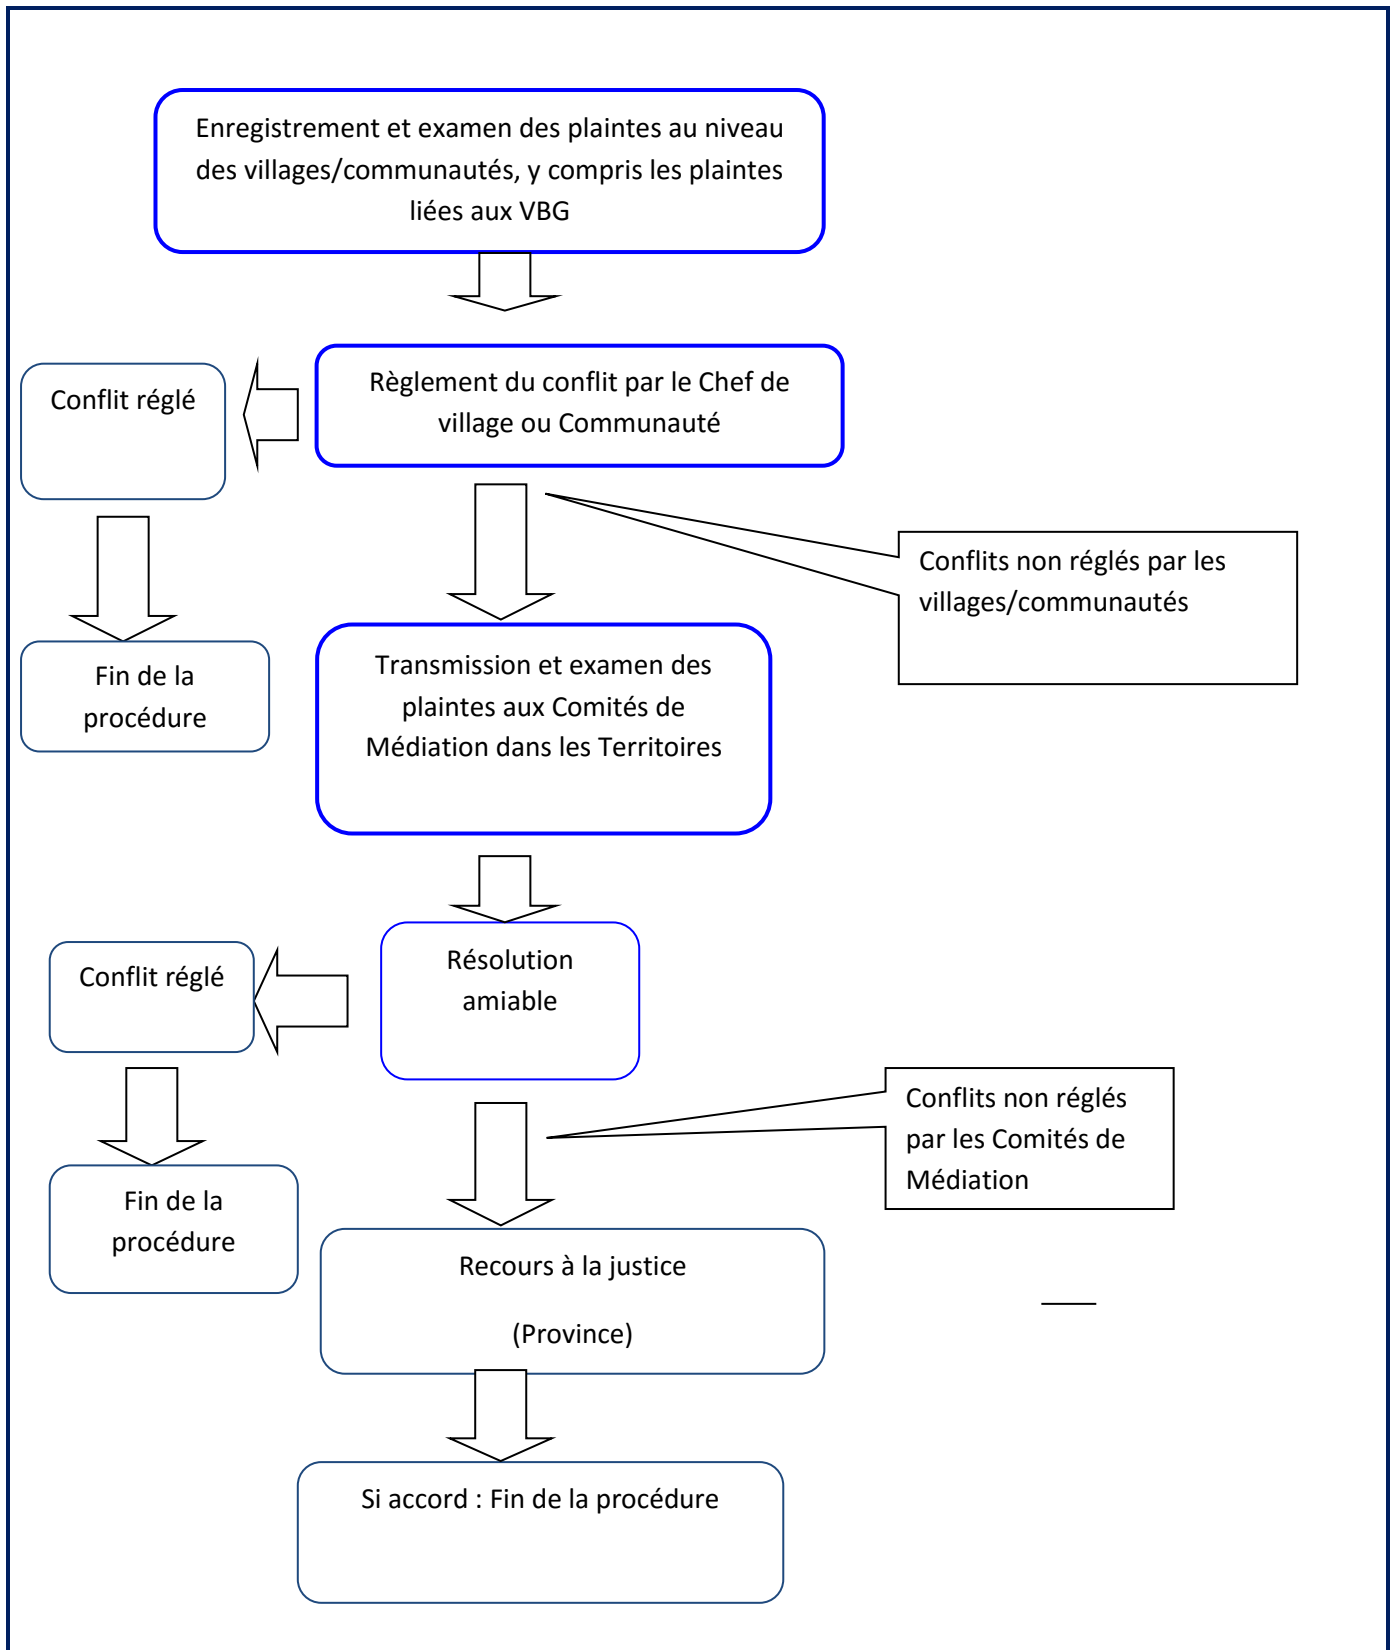 Enregistrement et examen des plaintes au niveau
des villages/communautés, y compris les plaintes
liées aux VBG
Conflit réglé
Règlement du conflit par le Chef de
village ou Communauté
Conflits non réglés par les
villages/communautés
Fin de la
procédure
Transmission et examen des
plaintes aux Comités de
Médiation dans les Territoires
Conflit réglé
Résolution
amiable
Conflits non réglés
par les Comités de
Médiation
Fin de la
procédure
Recours à la justice
(Province)
Si accord : Fin de la procédure